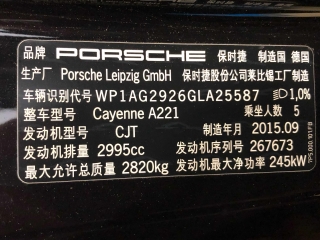 品牌 PORSCHE 保时捷 制造国 德国
生产厂 Porsche Leipzig GmbH 保时捷股份公司莱比锡工厂制造
车辆识别代号 WP1AG2926GLA25587 1,0%
整车型号 Cayenne A221 乘坐人数 5
发动机型号 CJT 制造年月 2015.09
发动机排量 2995cc 发动机序列号 267673
最大允许总质量 2820kg 发动机最大净功率 245kW
7P5.000.101.FB